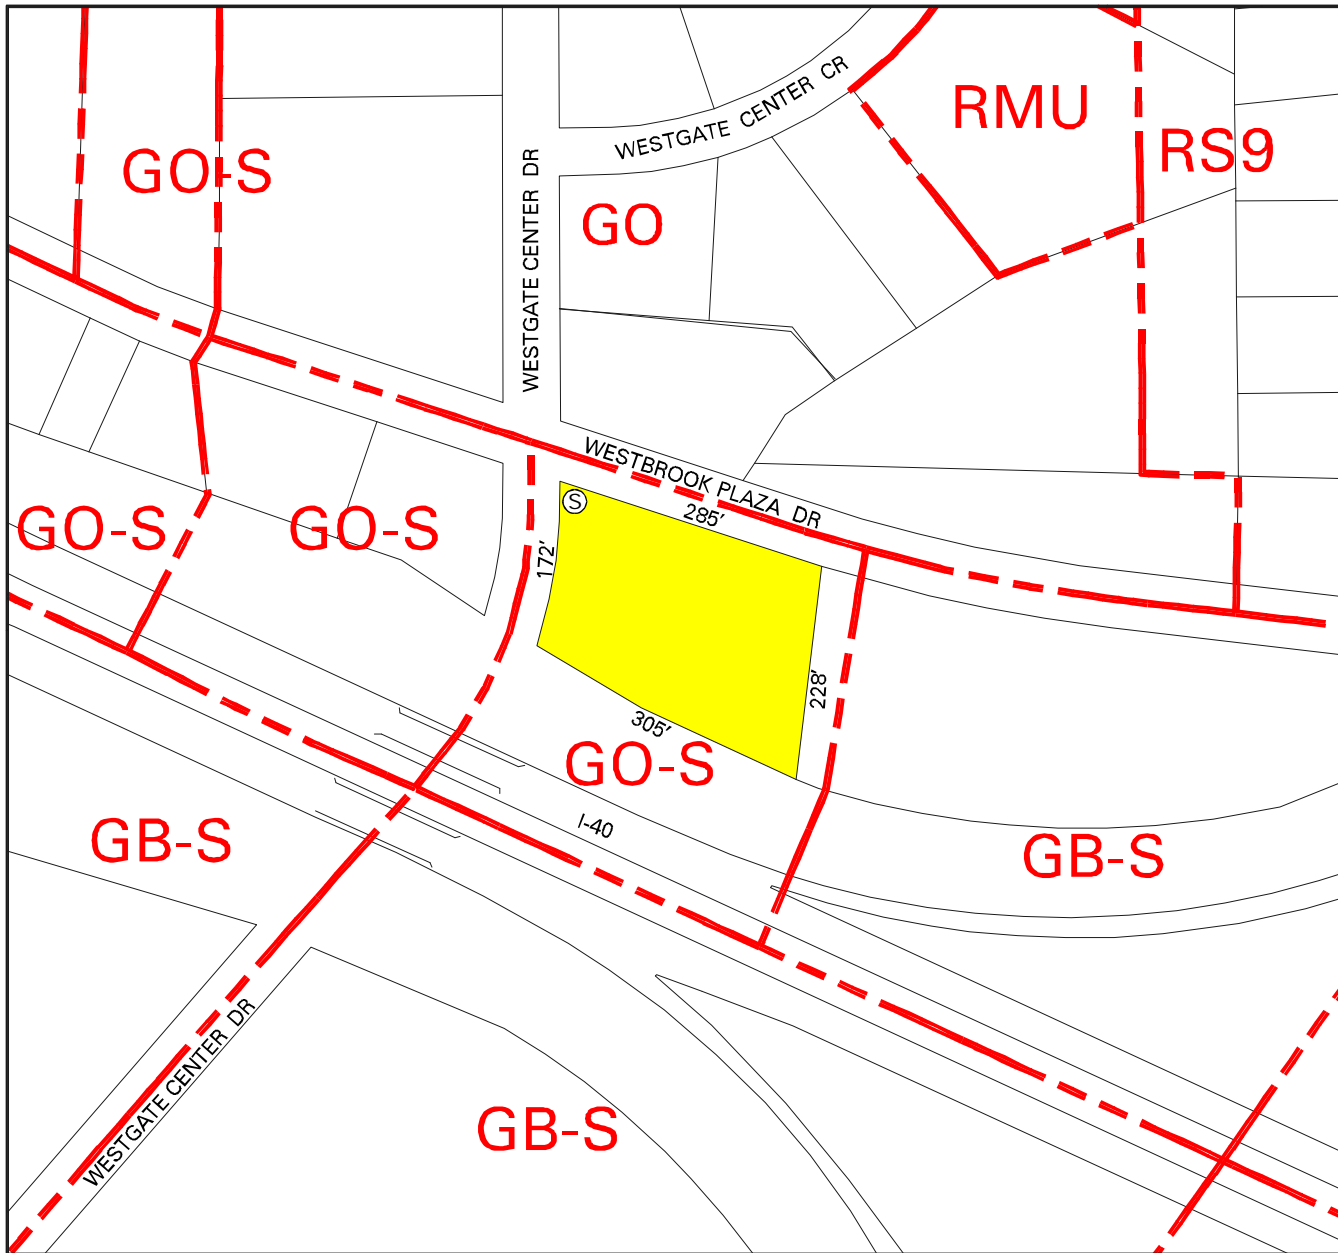 WESTGATE CENTER CR
RMU
RS9
GO-S
WESTGATE CENTER DR
GO
WESTBROOK PLAZA DR
S
285'
GO-S
GO-S
172'
228'
305'
GO-S
I-40
GB-S
GB-S
WESTGATE CENTER DR
GB-S